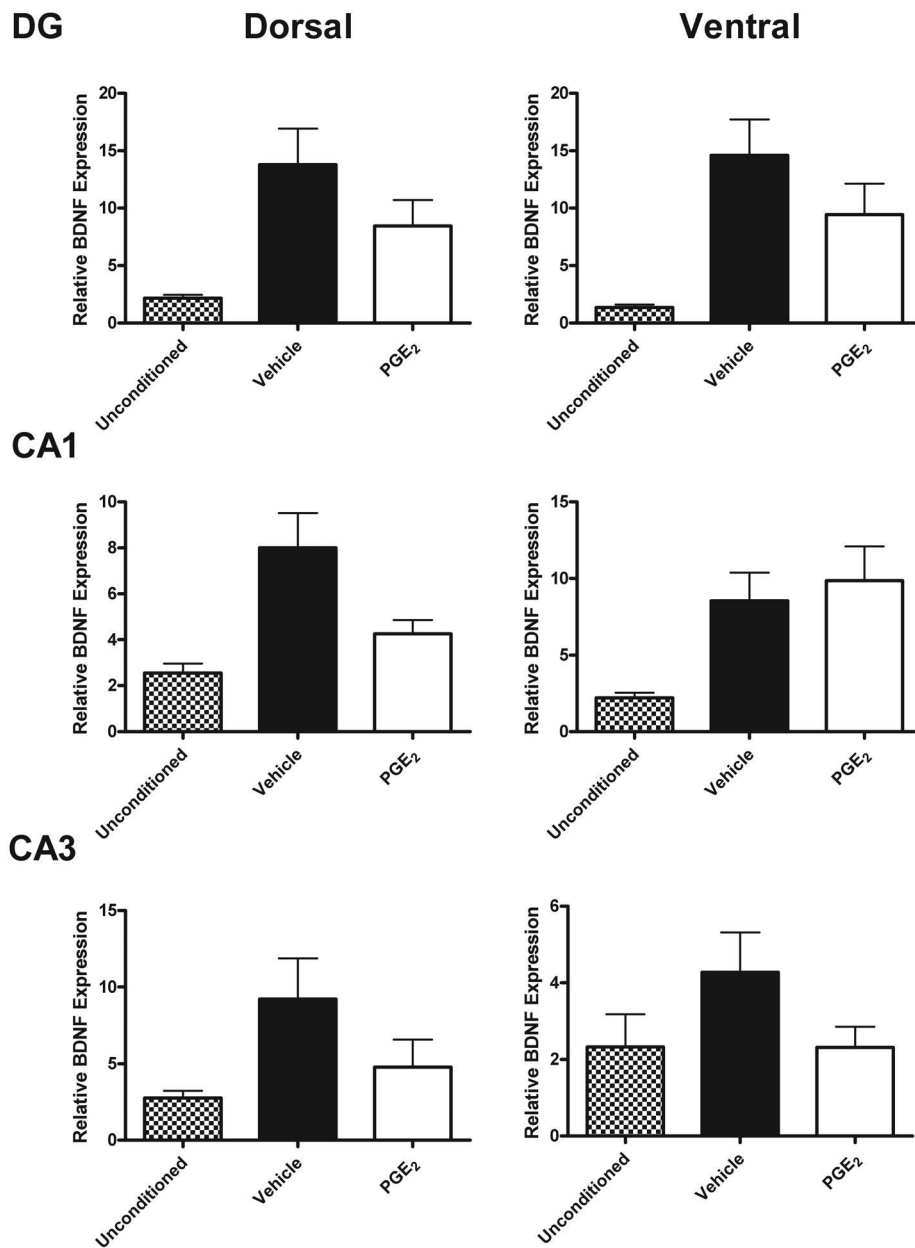 DG Dorsal Ventral
Relative BDNF Expression
20
15
10
5
0
Unconditioned
Vehicle
PGE₂
Relative BDNF Expression
20
15
10
5
0
Unconditioned
Vehicle
PGE₂
CA1
Relative BDNF Expression
10
8
6
4
2
0
Unconditioned
Vehicle
PGE₂
Relative BDNF Expression
15
10
5
0
Unconditioned
Vehicle
PGE₂
CA3
Relative BDNF Expression
15
10
5
0
Unconditioned
Vehicle
PGE₂
Relative BDNF Expression
6
4
2
0
Unconditioned
Vehicle
PGE₂